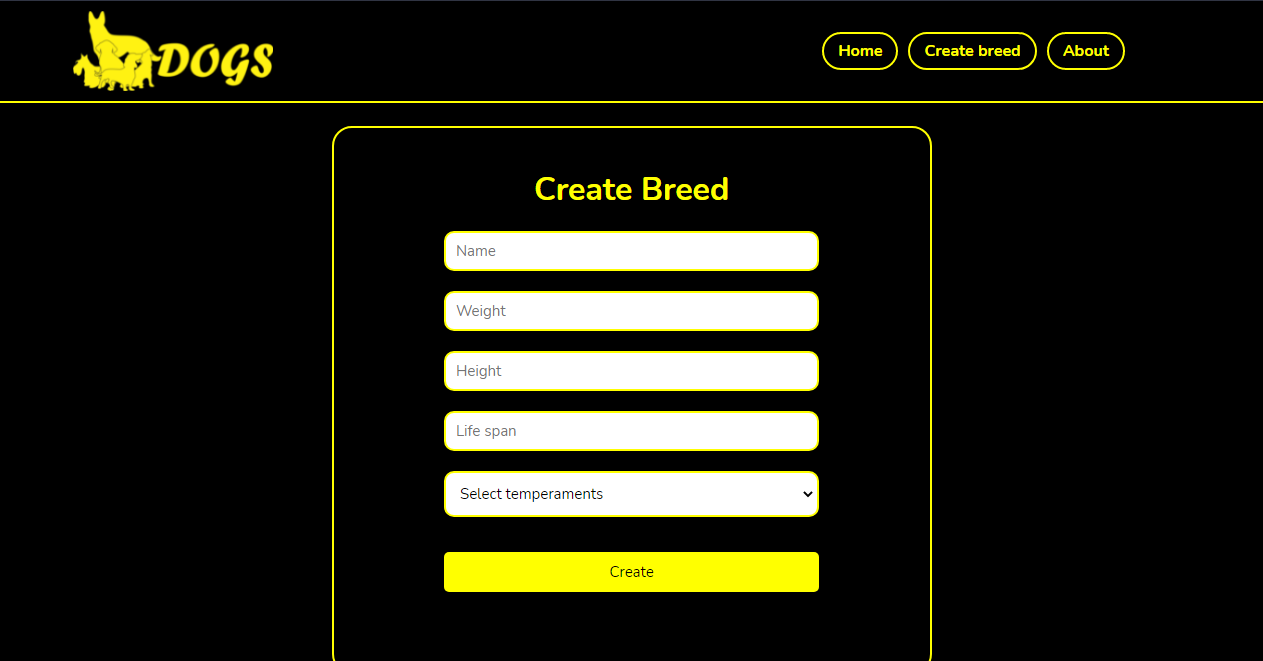 DOGS
Home Create breed About
Create Breed
Name
Weight
Height
Life span
Select temperaments
Create